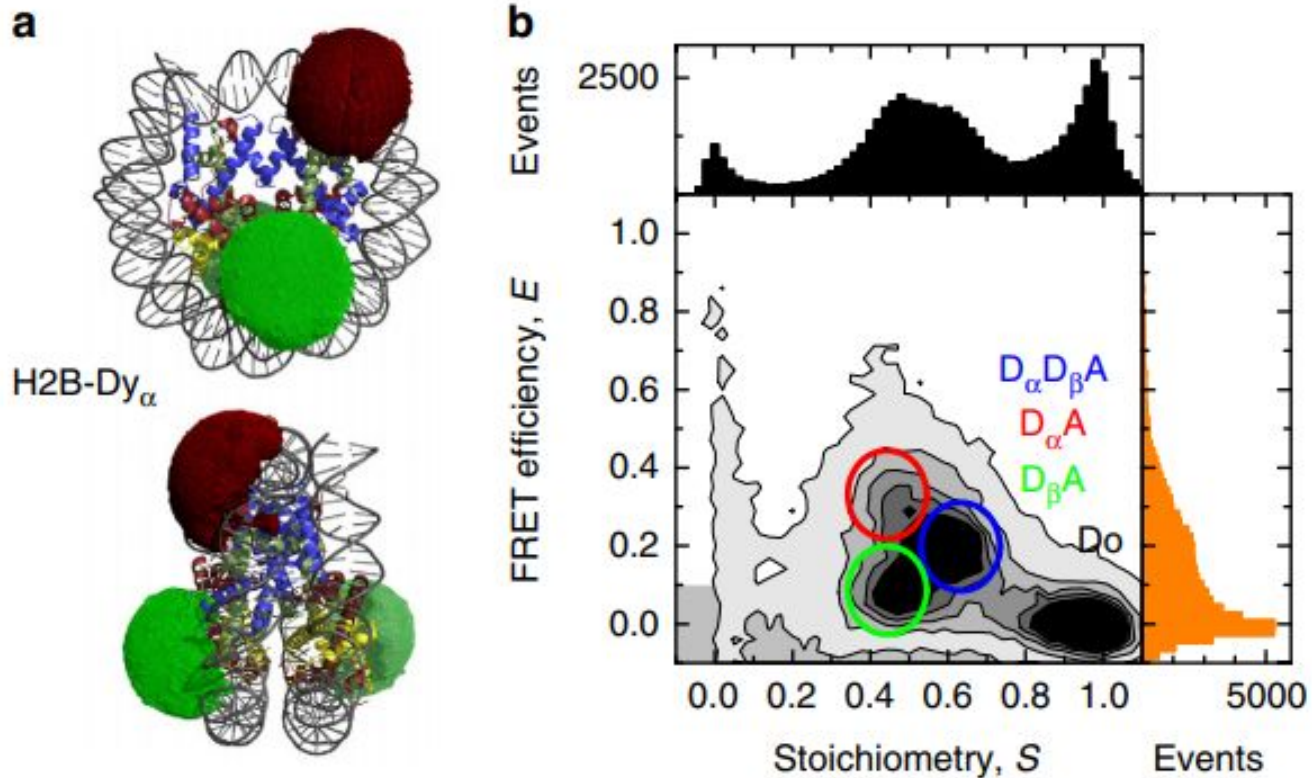 a
H2B-Dyα
b
Events
2500
FRET efficiency, E
1.0
0.8
0.6
0.4
0.2
0.0
DαDβA
DαA
DβA
Do
0.0 0.2 0.4 0.6 0.8 1.0
5000
Stoichiometry, S
Events